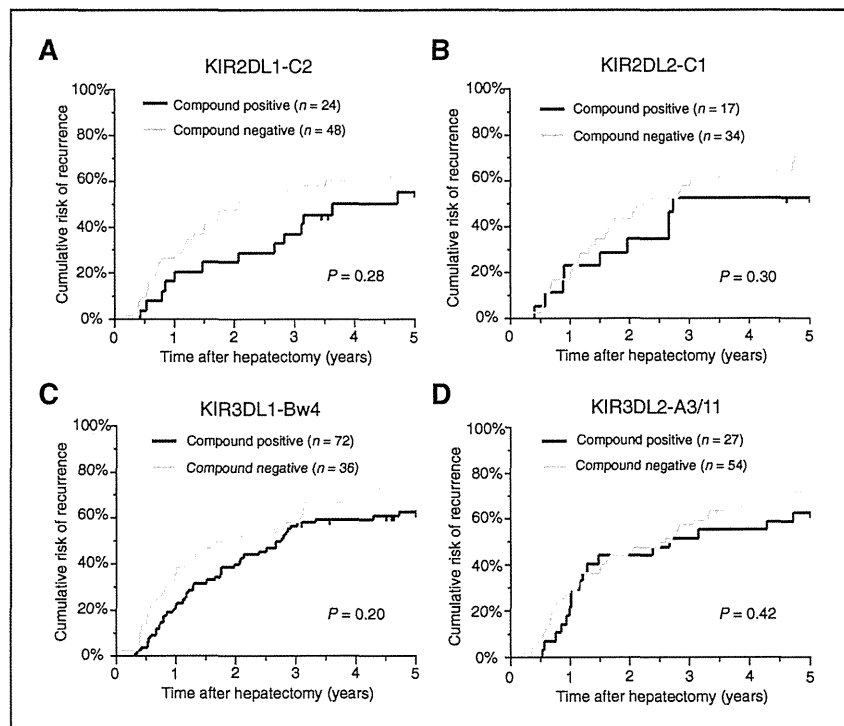 A
KIR2DL1-C2
100%
80%
60%
40%
20%
0%
Cumulative risk of recurrence
Compound positive (n = 24)
Compound negative (n = 48)
P = 0.28
0 1 2 3 4 5
Time after hepatectomy (years)
B
KIR2DL2-C1
100%
80%
60%
40%
20%
0%
Cumulative risk of recurrence
Compound positive (n = 17)
Compound negative (n = 34)
P = 0.30
0 1 2 3 4 5
Time after hepatectomy (years)
C
KIR3DL1-Bw4
100%
80%
60%
40%
20%
0%
Cumulative risk of recurrence
Compound positive (n = 72)
Compound negative (n = 36)
P = 0.20
0 1 2 3 4 5
Time after hepatectomy (years)
D
KIR3DL2-A3/11
100%
80%
60%
40%
20%
0%
Cumulative risk of recurrence
Compound positive (n = 27)
Compound negative (n = 54)
P = 0.42
0 1 2 3 4 5
Time after hepatectomy (years)